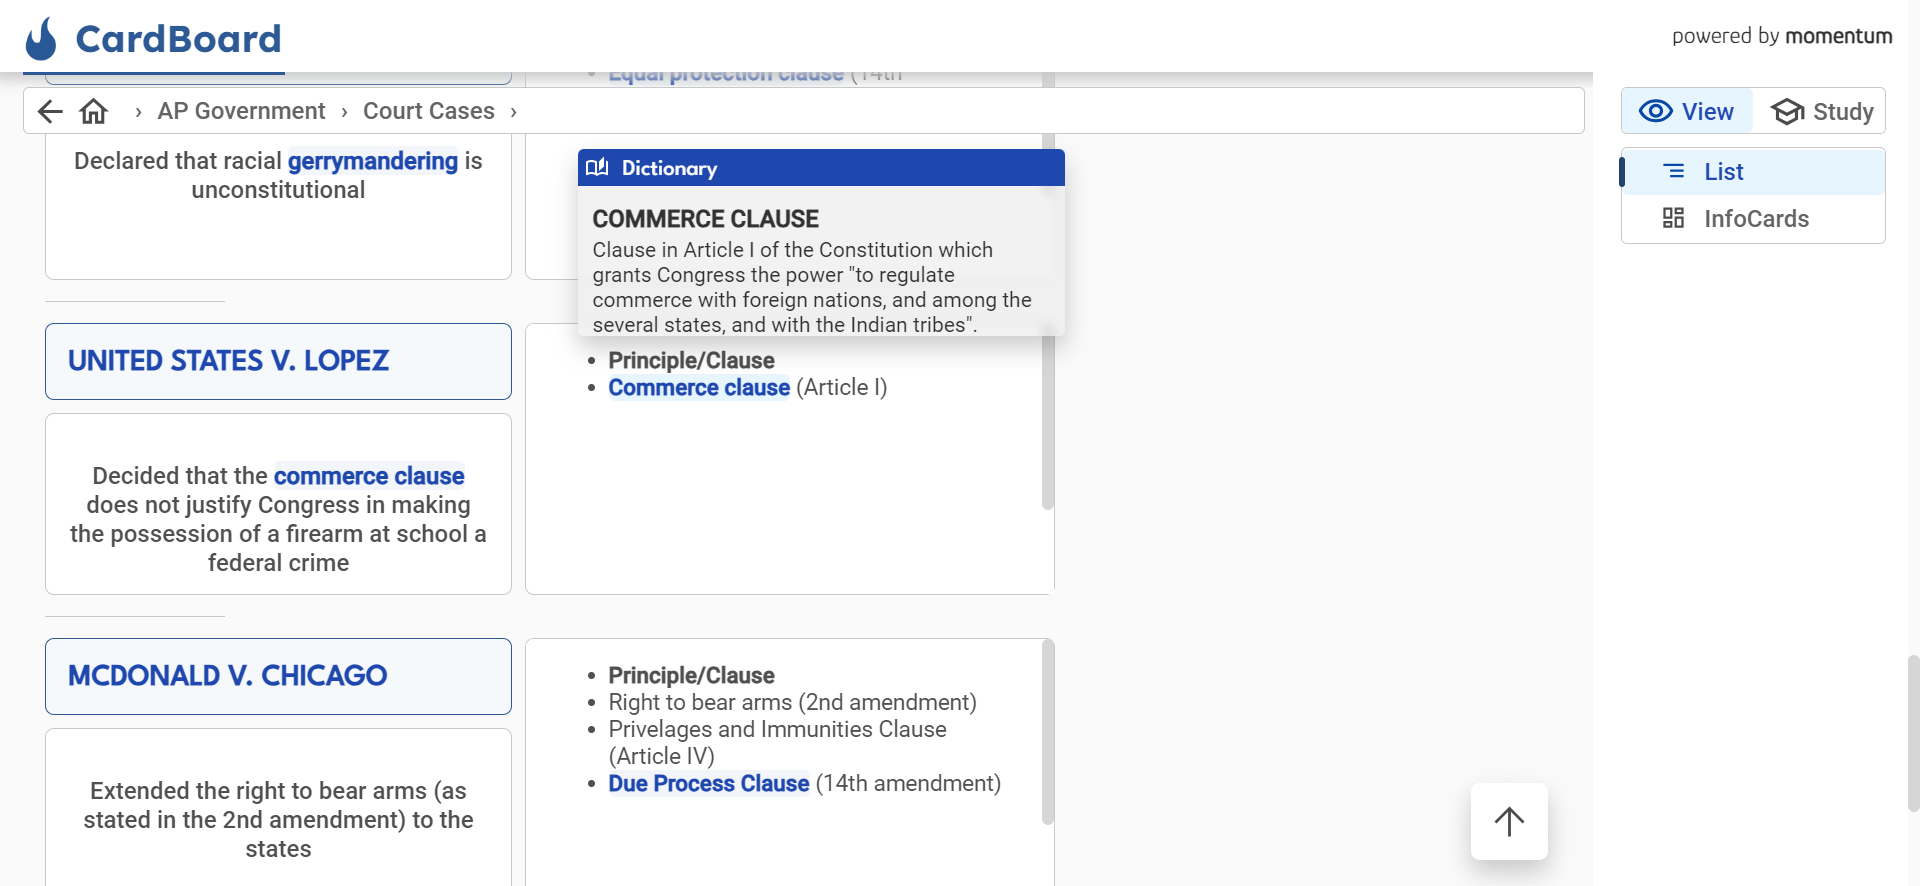 CardBoard
powered by momentum
Equal protection clause (14th
› AP Government › Court Cases ›
View
Study
List
InfoCards
Declared that racial gerrymandering is
unconstitutional
Dictionary
COMMERCE CLAUSE
Clause in Article I of the Constitution which
grants Congress the power "to regulate
commerce with foreign nations, and among the
several states, and with the Indian tribes".
UNITED STATES V. LOPEZ
Decided that the commerce clause
does not justify Congress in making
the possession of a firearm at school a
federal crime
• Principle/Clause
• Commerce clause (Article I)
MCDONALD V. CHICAGO
Extended the right to bear arms (as
stated in the 2nd amendment) to the
states
• Principle/Clause
• Right to bear arms (2nd amendment)
• Privelages and Immunities Clause
(Article IV)
• Due Process Clause (14th amendment)